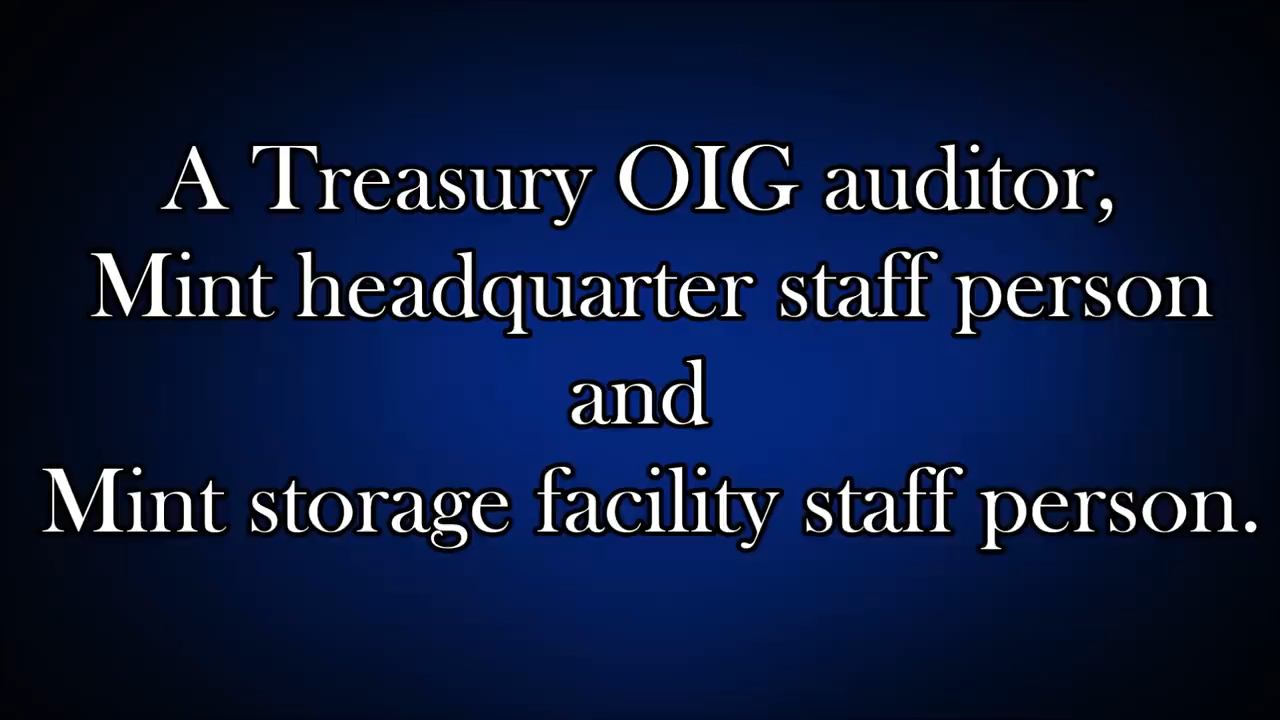 A Treasury OIG auditor,
Mint headquarter staff person
and
Mint storage facility staff person.